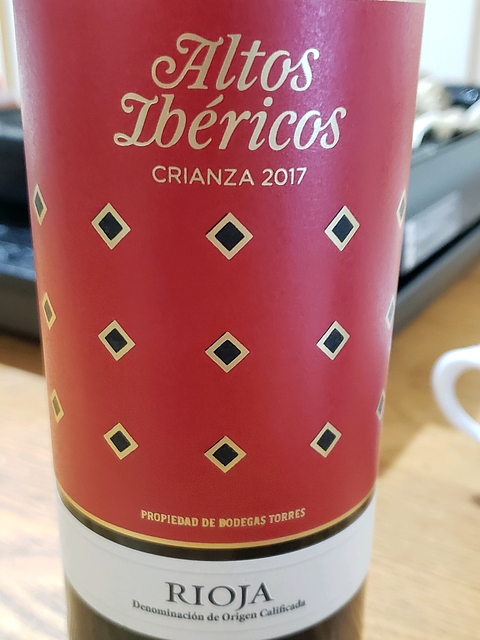 Altos
Ibéricos
CRIANZA 2017
PROPIEDAD DE BODEGAS TORRES
RIOJA
Denominación de Origen Calificada